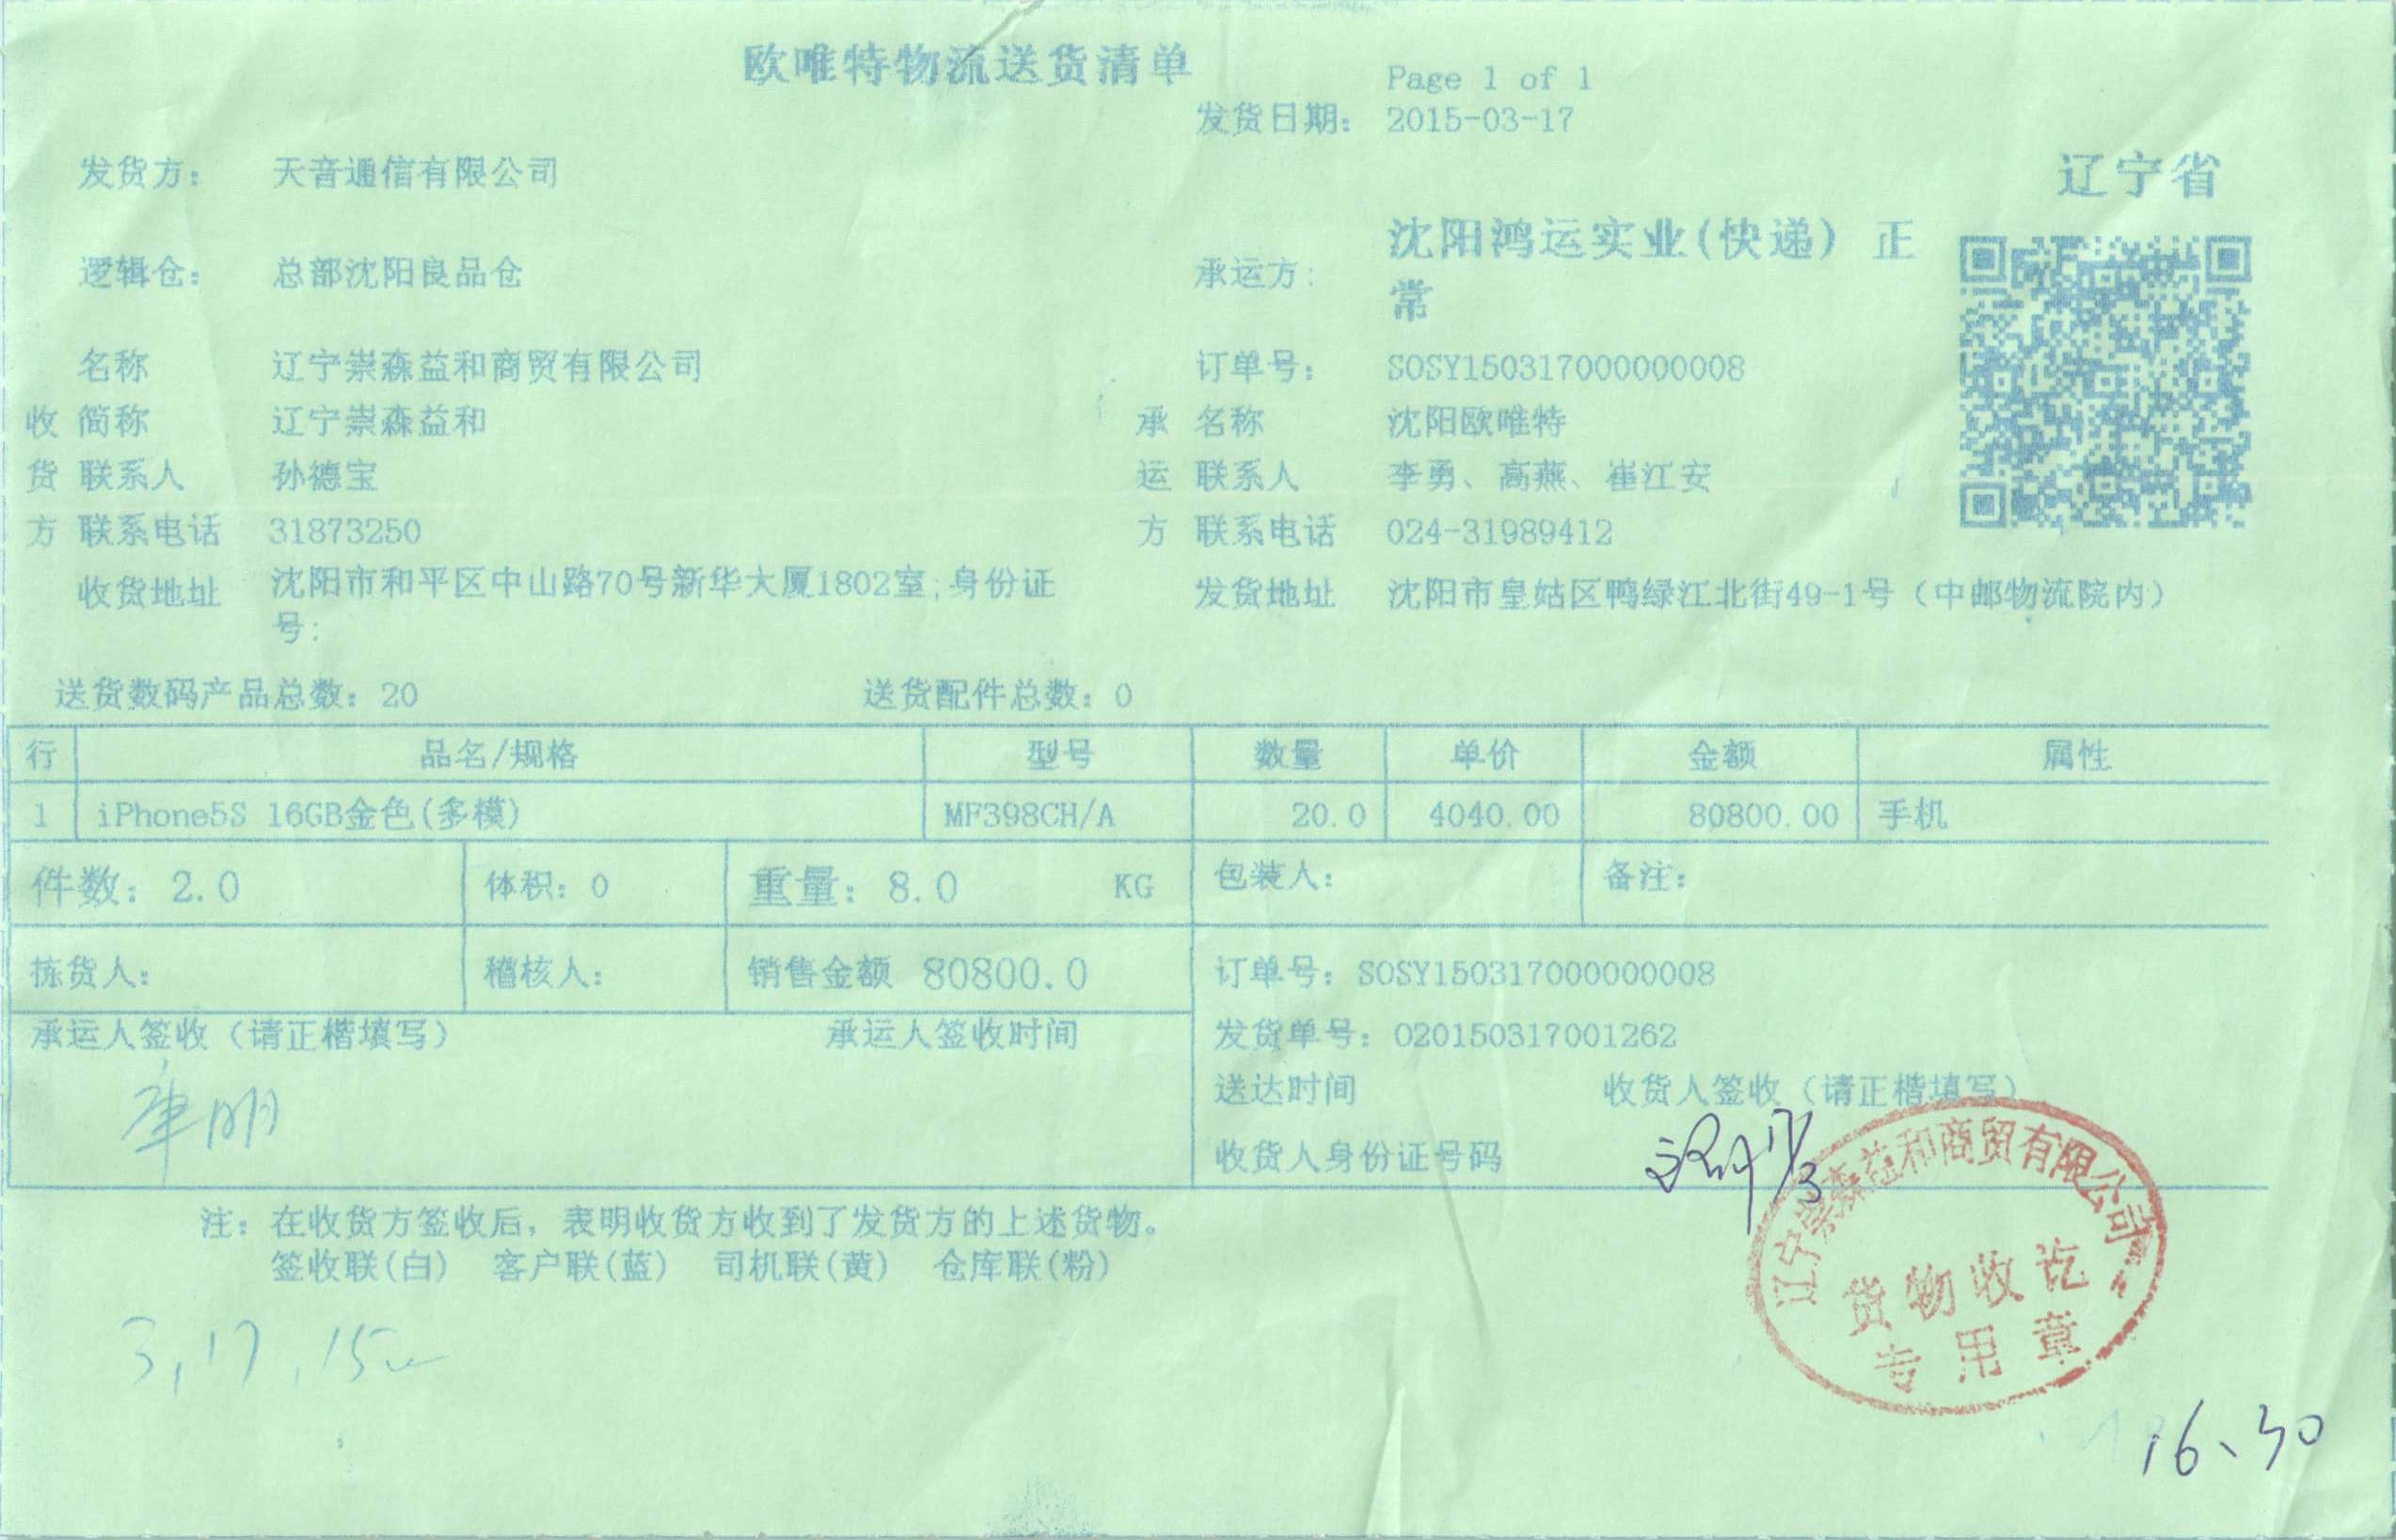 欧唯特物流送货清单
Page 1 of 1
发货日期: 2015-03-17
发货方: 天音通信有限公司
辽宁省
逻辑仓: 总部沈阳良品仓
承运方: 沈阳鸿运实业(快递) 正
常
名称 辽宁崇森益和商贸有限公司
订单号: SOSY150317000000008
收 简称 辽宁崇森益和
承 名称 沈阳欧唯特
货 联系人 孙德宝
运 联系人 李勇、高燕、崔江安
方 联系电话 31873250
方 联系电话 024-31989412
收货地址 沈阳市和平区中山路70号新华大厦1802室;身份证
号:
发货地址 沈阳市皇姑区鸭绿江北街49-1号（中邮物流院内）
送货数码产品总数: 20 送货配件总数: 0
行 品名/规格 型号 数量 单价 金额 属性
1 iPhone5S 16GB金色(多模) MF398CH/A 20.0 4040.00 80800.00 手机
件数: 2.0 体积: 0 重量: 8.0 KG 包装人: 备注:
拣货人: 稽核人: 销售金额 80800.0 订单号: SOSY150317000000008
承运人签收（请正楷填写） 承运人签收时间
发货单号: 020150317001262
送达时间 收货人签收（请正楷填写）
收货人身份证号码
17/3
辽宁崇森益和商贸有限公司
货物收讫
专用章
注: 在收货方签收后, 表明收货方收到了发货方的上述货物。
签收联(白) 客户联(蓝) 司机联(黄) 仓库联(粉)
3,17,15
16、30